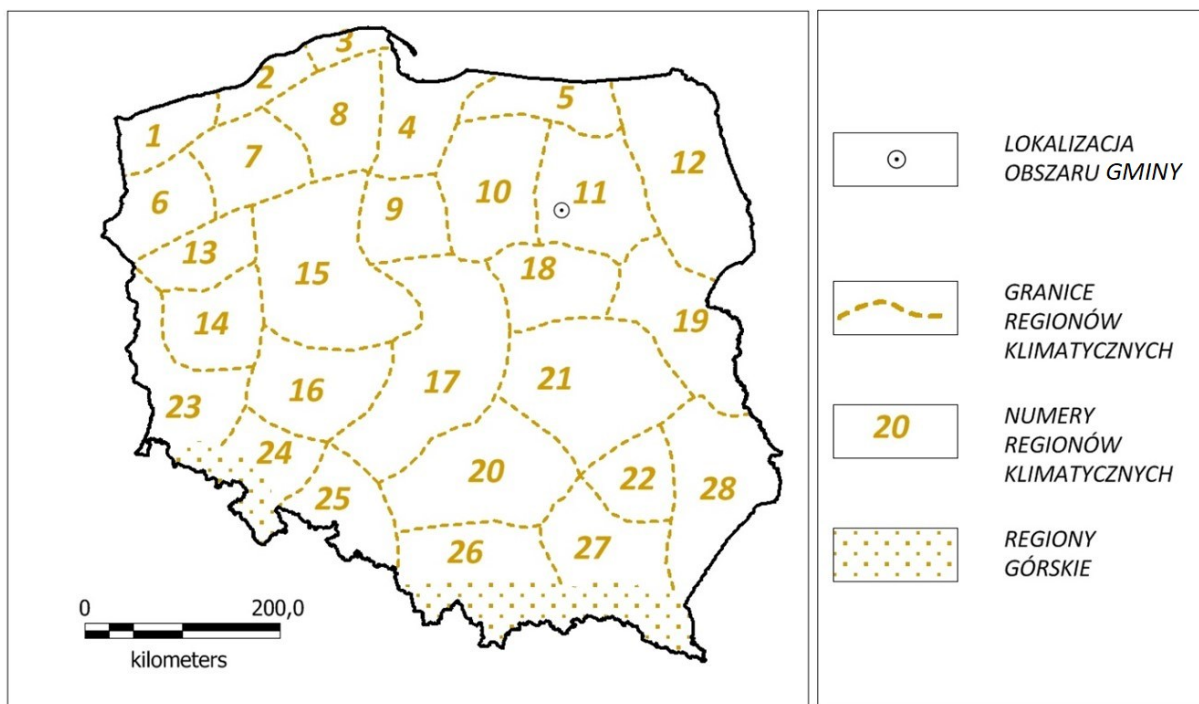 3
2
5
8
1
4
12
7
10
11
6
9
13
18
15
19
14
17
21
16
23
24
20
22
28
25
26
27
0 200,0
kilometers
LOKALIZACJA
OBSZARU GMINY
GRANICE
REGIONÓW
KLIMATYCZNYCH
20
NUMERY
REGIONÓW
KLIMATYCZNYCH
REGIONY
GÓRSKIE